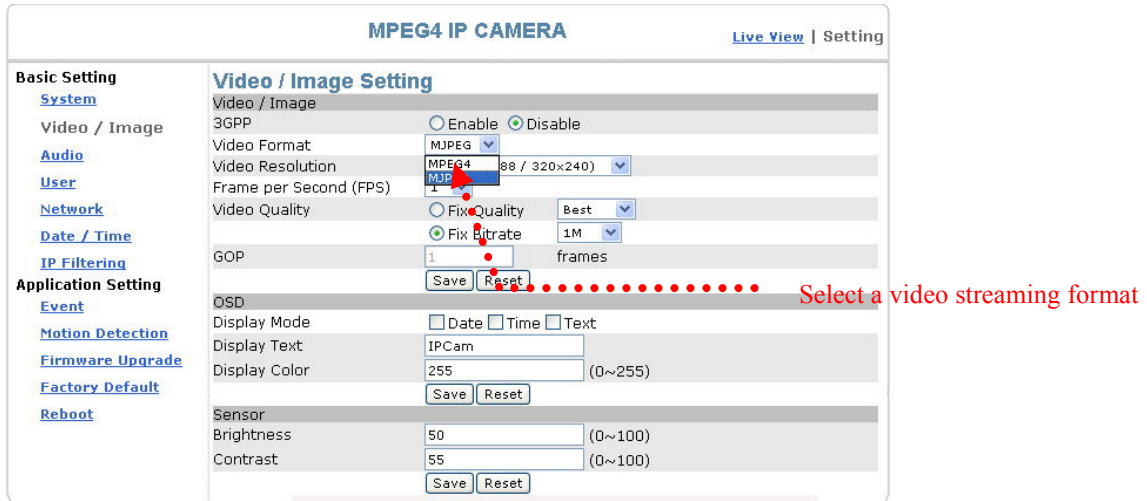 MPEG4 IP CAMERA
Live View | Setting
Basic Setting
System
Video / Image
Audio
User
Network
Date / Time
IP Filtering
Application Setting
Event
Motion Detection
Firmware Upgrade
Factory Default
Reboot
Video / Image Setting
Video / Image
3GPP Enable Disable
Video Format MJPEG
MPEG4
Video Resolution 88 / 320x240)
Frame per Second (FPS) 1
Video Quality Fix Quality Best
Fix Bitrate 1M
GOP 1 frames
Save Reset
Select a video streaming format
OSD
Display Mode Date Time Text
Display Text IPCam
Display Color 255 (0~255)
Save Reset
Sensor
Brightness 50 (0~100)
Contrast 55 (0~100)
Save Reset